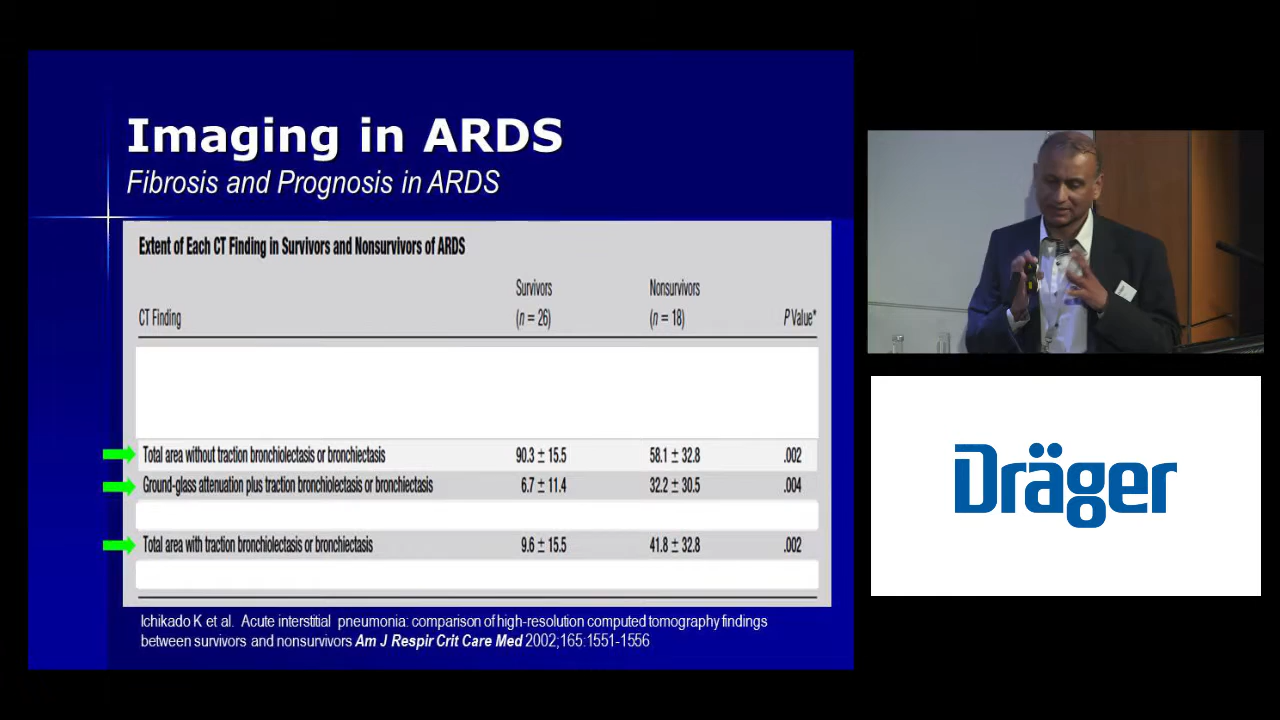 Imaging in ARDS
Fibrosis and Prognosis in ARDS
Extent of Each CT Finding in Survivors and Nonsurvivors of ARDS
Survivors Nonsurvivors
CT Finding (n = 26) (n = 18) P Value*
Total area without traction bronchiolectasis or bronchiectasis 90.3 ± 15.5 58.1 ± 32.8 .002
Ground-glass attenuation plus traction bronchiolectasis or bronchiectasis 6.7 ± 11.4 32.2 ± 30.5 .004
Total area with traction bronchiolectasis or bronchiectasis 9.6 ± 15.5 41.8 ± 32.8 .002
Ichikado K et al. Acute interstitial pneumonia: comparison of high-resolution computed tomography findings
between survivors and nonsurvivors Am J Respir Crit Care Med 2002;165:1551-1556
Dräger